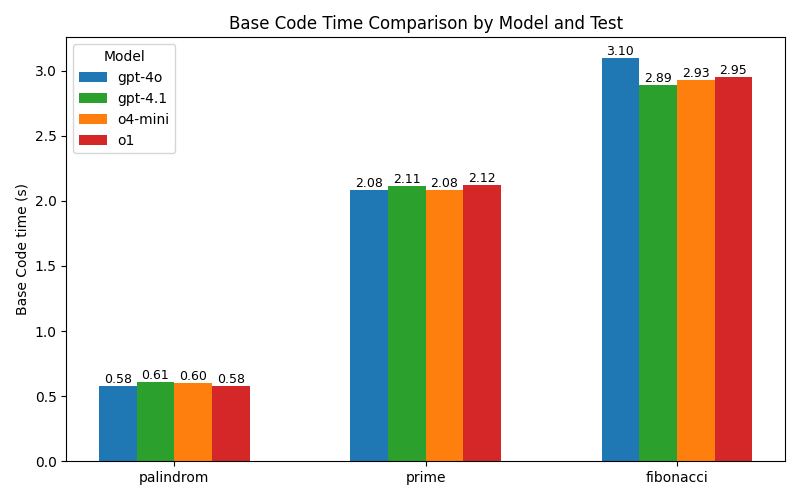 Base Code Time Comparison by Model and Test
Model
gpt-4o
gpt-4.1
o4-mini
o1
Base Code time (s)
3.0
2.5
2.0
1.5
1.0
0.5
0.0
0.58 0.61 0.60 0.58
2.08 2.11 2.08 2.12
3.10 2.89 2.93 2.95
palindrom prime fibonacci